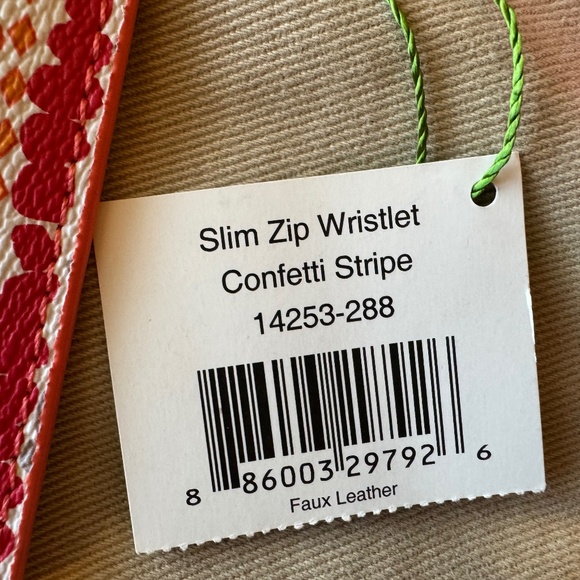 Slim Zip Wristlet
Confetti Stripe
14253-288
8 86003 29792 6
Faux Leather